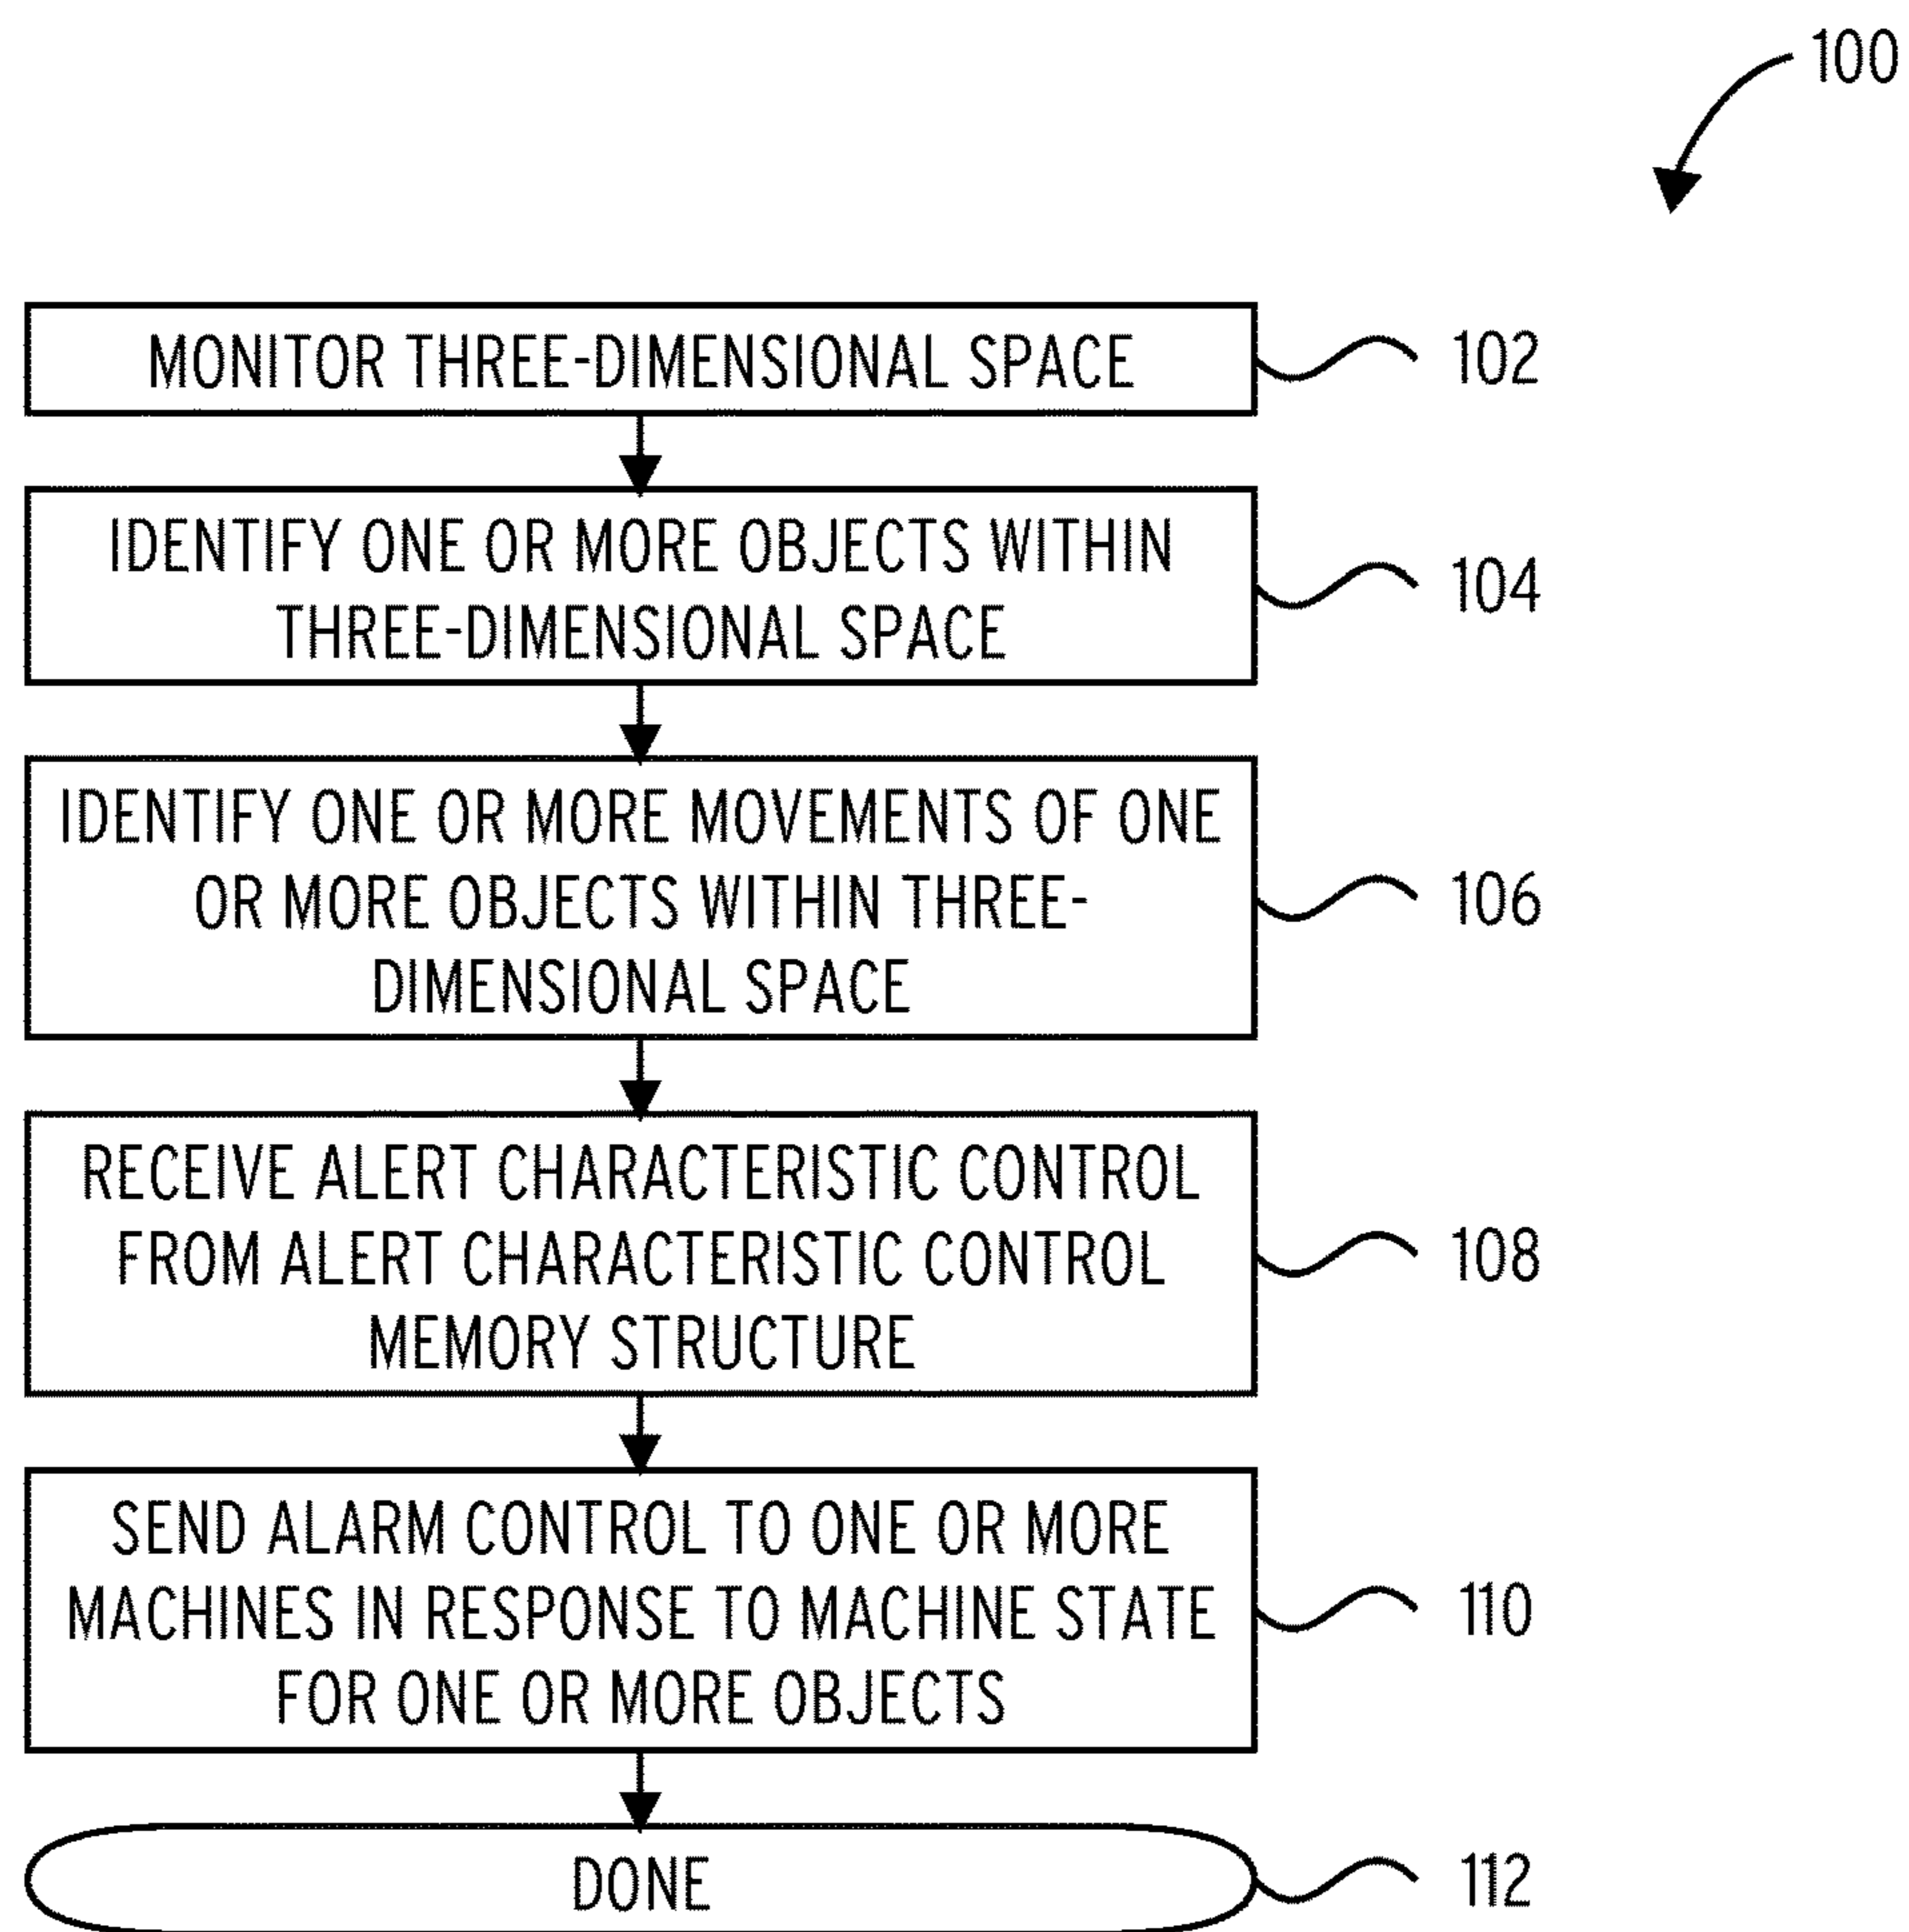 100
MONITOR THREE-DIMENSIONAL SPACE
102
IDENTIFY ONE OR MORE OBJECTS WITHIN
THREE-DIMENSIONAL SPACE
104
IDENTIFY ONE OR MORE MOVEMENTS OF ONE
OR MORE OBJECTS WITHIN THREE-
DIMENSIONAL SPACE
106
RECEIVE ALERT CHARACTERISTIC CONTROL
FROM ALERT CHARACTERISTIC CONTROL
MEMORY STRUCTURE
108
SEND ALARM CONTROL TO ONE OR MORE
MACHINES IN RESPONSE TO MACHINE STATE
FOR ONE OR MORE OBJECTS
110
DONE
112